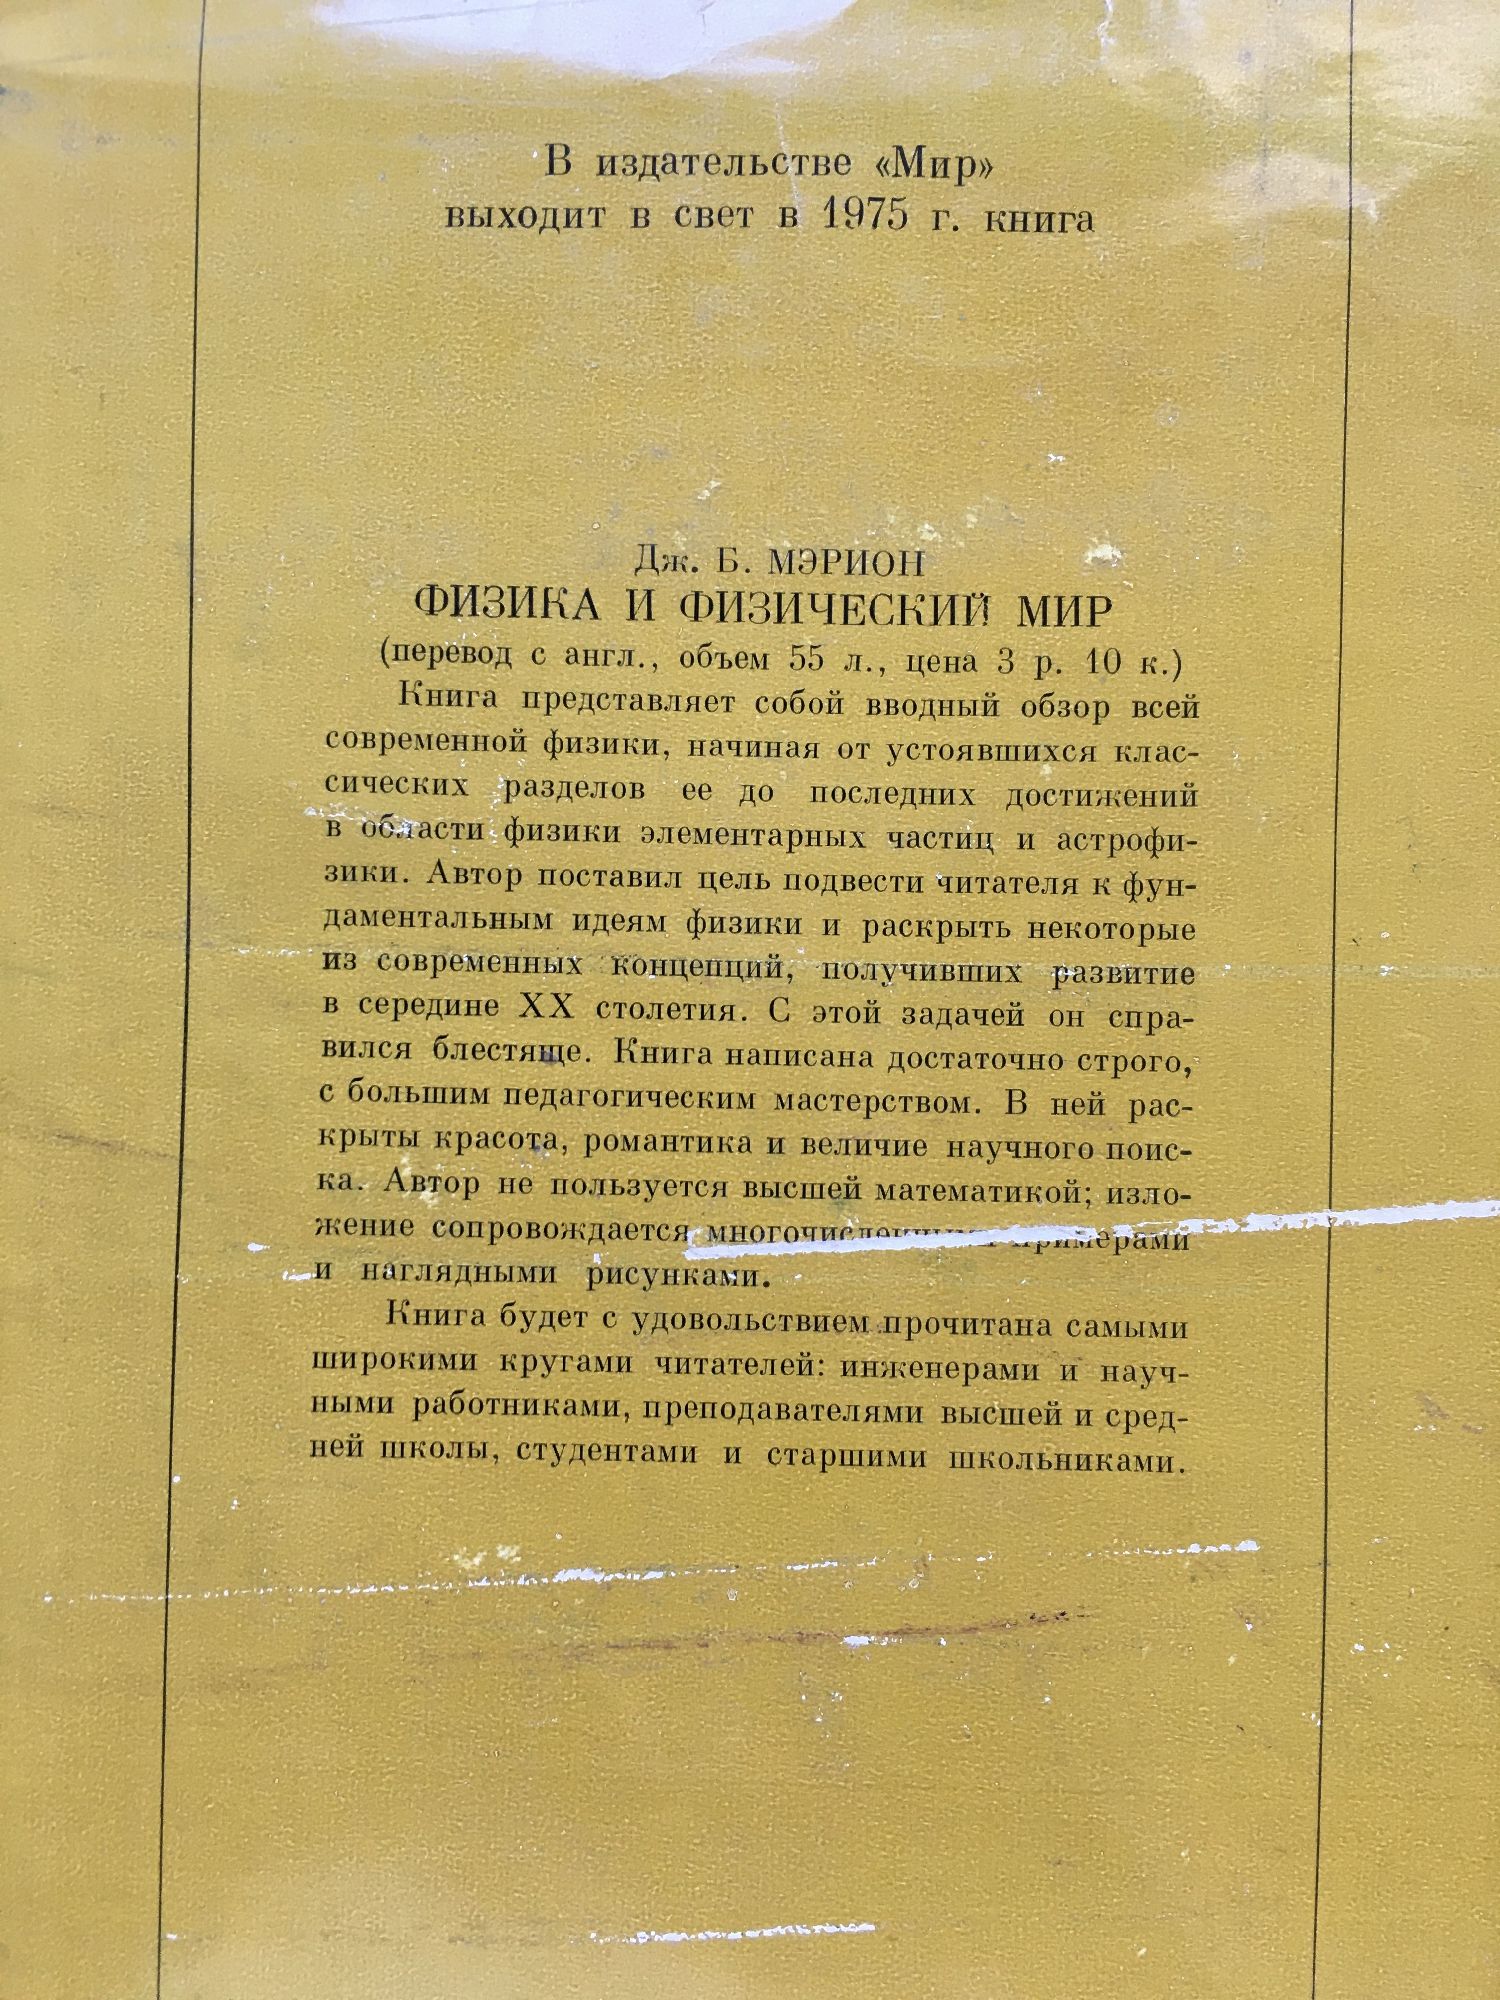 В издательстве «Мир»
выходит в свет в 1975 г. книга
Дж. Б. МЭРИОН
ФИЗИКА И ФИЗИЧЕСКИЙ МИР
(перевод с англ., объем 55 л., цена 3 р. 10 к.)
Книга представляет собой вводный обзор всей
современной физики, начиная от устоявшихся клас-
сических разделов ее до последних достижений
в области физики элементарных частиц и астрофи-
зики. Автор поставил цель подвести читателя к фун-
даментальным идеям физики и раскрыть некоторые
из современных концепций, получивших развитие
в середине XX столетия. С этой задачей он спра-
вился блестяще. Книга написана достаточно строго,
с большим педагогическим мастерством. В ней рас-
крыты красота, романтика и величие научного поис-
ка. Автор не пользуется высшей математикой; изло-
жение сопровождается многочисленными примерами
и наглядными рисунками.
Книга будет с удовольствием прочитана самыми
широкими кругами читателей: инженерами и науч-
ными работниками, преподавателями высшей и сред-
ней школы, студентами и старшими школьниками.